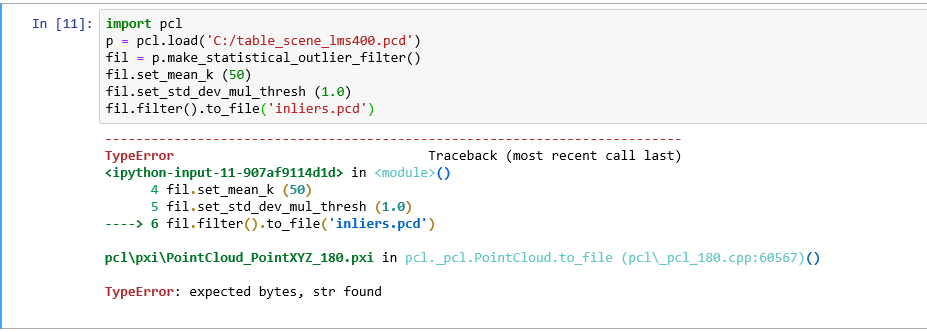 In [11]: import pcl
p = pcl.load('C:/table_scene_lms400.pcd')
fil = p.make_statistical_outlier_filter()
fil.set_mean_k (50)
fil.set_std_dev_mul_thresh (1.0)
fil.filter().to_file('inliers.pcd')
---------------------------------------------------------------------------
TypeError                                 Traceback (most recent call last)
<ipython-input-11-907af9114d1d> in <module>()
      4 fil.set_mean_k (50)
      5 fil.set_std_dev_mul_thresh (1.0)
----> 6 fil.filter().to_file('inliers.pcd')
pcl\pxi\PointCloud_PointXYZ_180.pxi in pcl._pcl.PointCloud.to_file (pcl\_pcl_180.cpp:60567)()
TypeError: expected bytes, str found